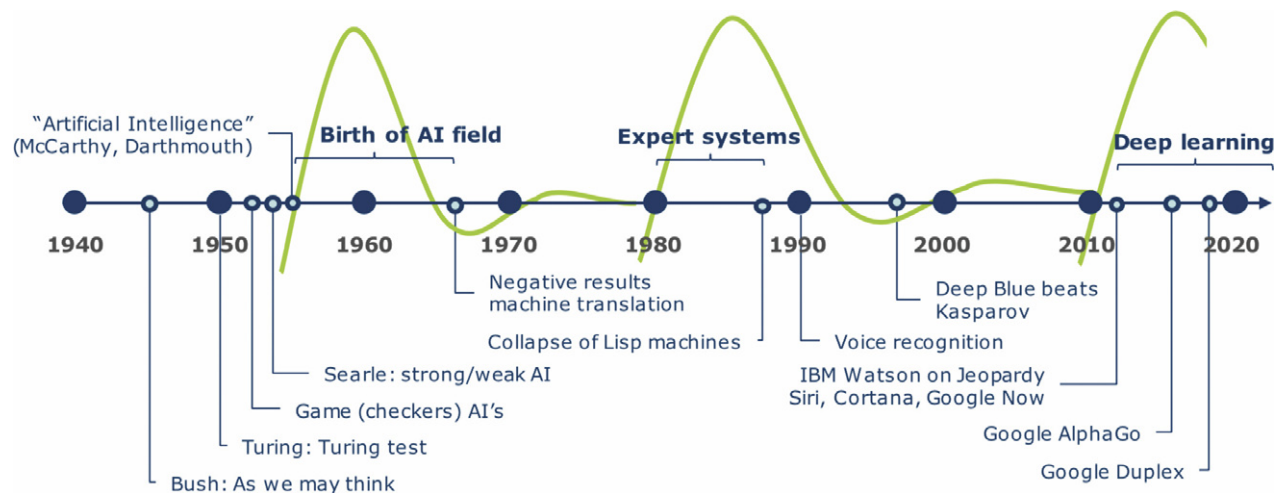 “Artificial Intelligence”
(McCarthy, Darthmouth)
Birth of AI field
Expert systems
Deep learning
1940
1950
1960
1970
1980
1990
2000
2010
2020
Negative results
machine translation
Deep Blue beats
Kasparov
Collapse of Lisp machines
Voice recognition
Searle: strong/weak AI
IBM Watson on Jeopardy
Siri, Cortana, Google Now
Game (checkers) AI’s
Turing: Turing test
Google AlphaGo
Google Duplex
Bush: As we may think